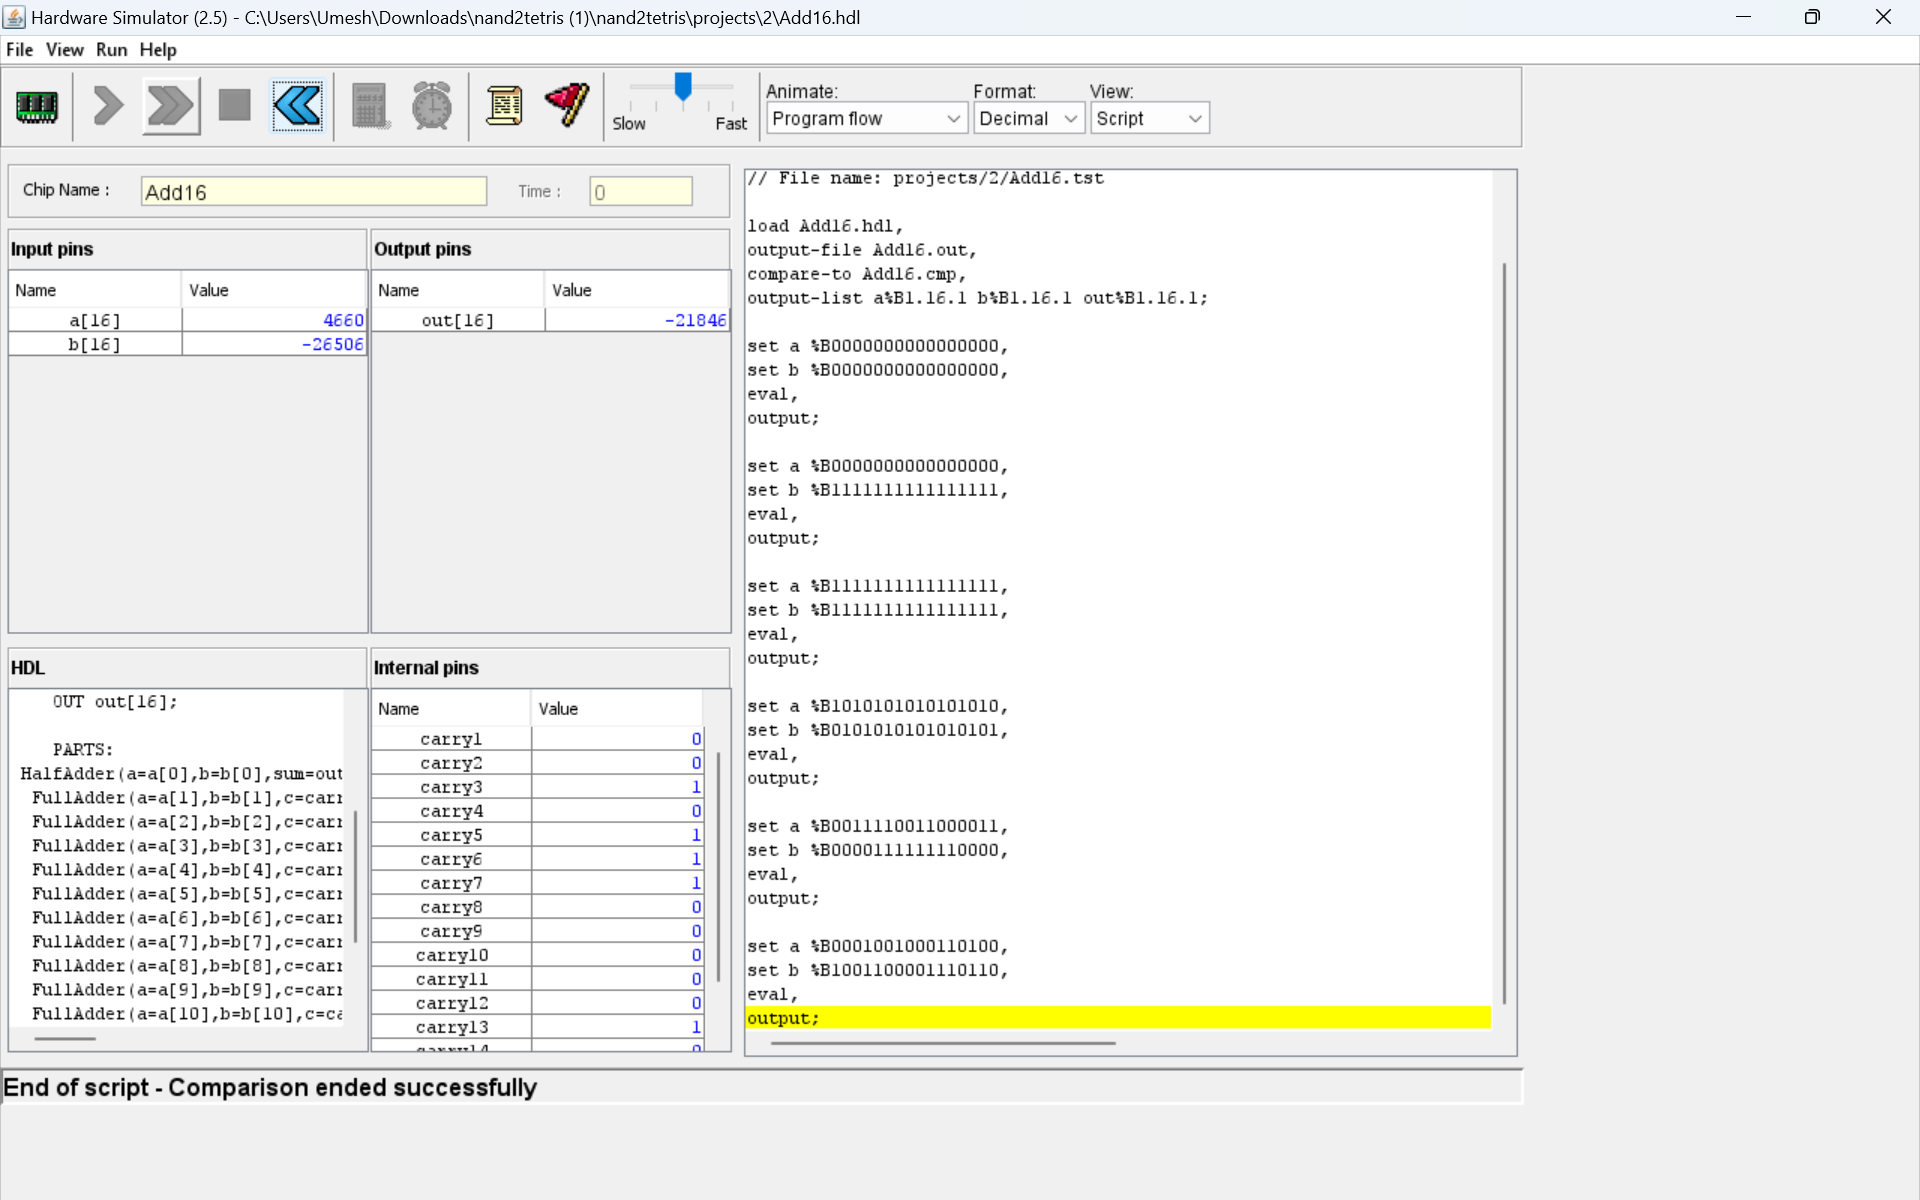 Hardware Simulator (2.5) - C:\Users\Umesh\Downloads\nand2tetris (1)\nand2tetris\projects\2\Add16.hdl
File View Run Help
Slow Fast
Animate: Format: View:
Program flow Decimal Script
Chip Name : Add16 Time : 0
Input pins
Name Value
a[16] 4660
b[16] -26506
Output pins
Name Value
out[16] -21846
HDL
OUT out[16];
PARTS:
HalfAdder(a=a[0],b=b[0],sum=out
FullAdder(a=a[1],b=b[1],c=carr
FullAdder(a=a[2],b=b[2],c=carr
FullAdder(a=a[3],b=b[3],c=carr
FullAdder(a=a[4],b=b[4],c=carr
FullAdder(a=a[5],b=b[5],c=carr
FullAdder(a=a[6],b=b[6],c=carr
FullAdder(a=a[7],b=b[7],c=carr
FullAdder(a=a[8],b=b[8],c=carr
FullAdder(a=a[9],b=b[9],c=carr
FullAdder(a=a[10],b=b[10],c=ca
Internal pins
Name Value
carry1 0
carry2 0
carry3 1
carry4 0
carry5 1
carry6 1
carry7 1
carry8 0
carry9 0
carry10 0
carry11 0
carry12 0
carry13 1
carry14 0
// File name: projects/2/Add16.tst
load Add16.hdl,
output-file Add16.out,
compare-to Add16.cmp,
output-list a%B1.16.1 b%B1.16.1 out%B1.16.1;
set a %B0000000000000000,
set b %B0000000000000000,
eval,
output;
set a %B0000000000000000,
set b %B1111111111111111,
eval,
output;
set a %B1111111111111111,
set b %B1111111111111111,
eval,
output;
set a %B1010101010101010,
set b %B0101010101010101,
eval,
output;
set a %B0011110011000011,
set b %B0000111111110000,
eval,
output;
set a %B0001001000110100,
set b %B1001100001110110,
eval,
output;
End of script - Comparison ended successfully